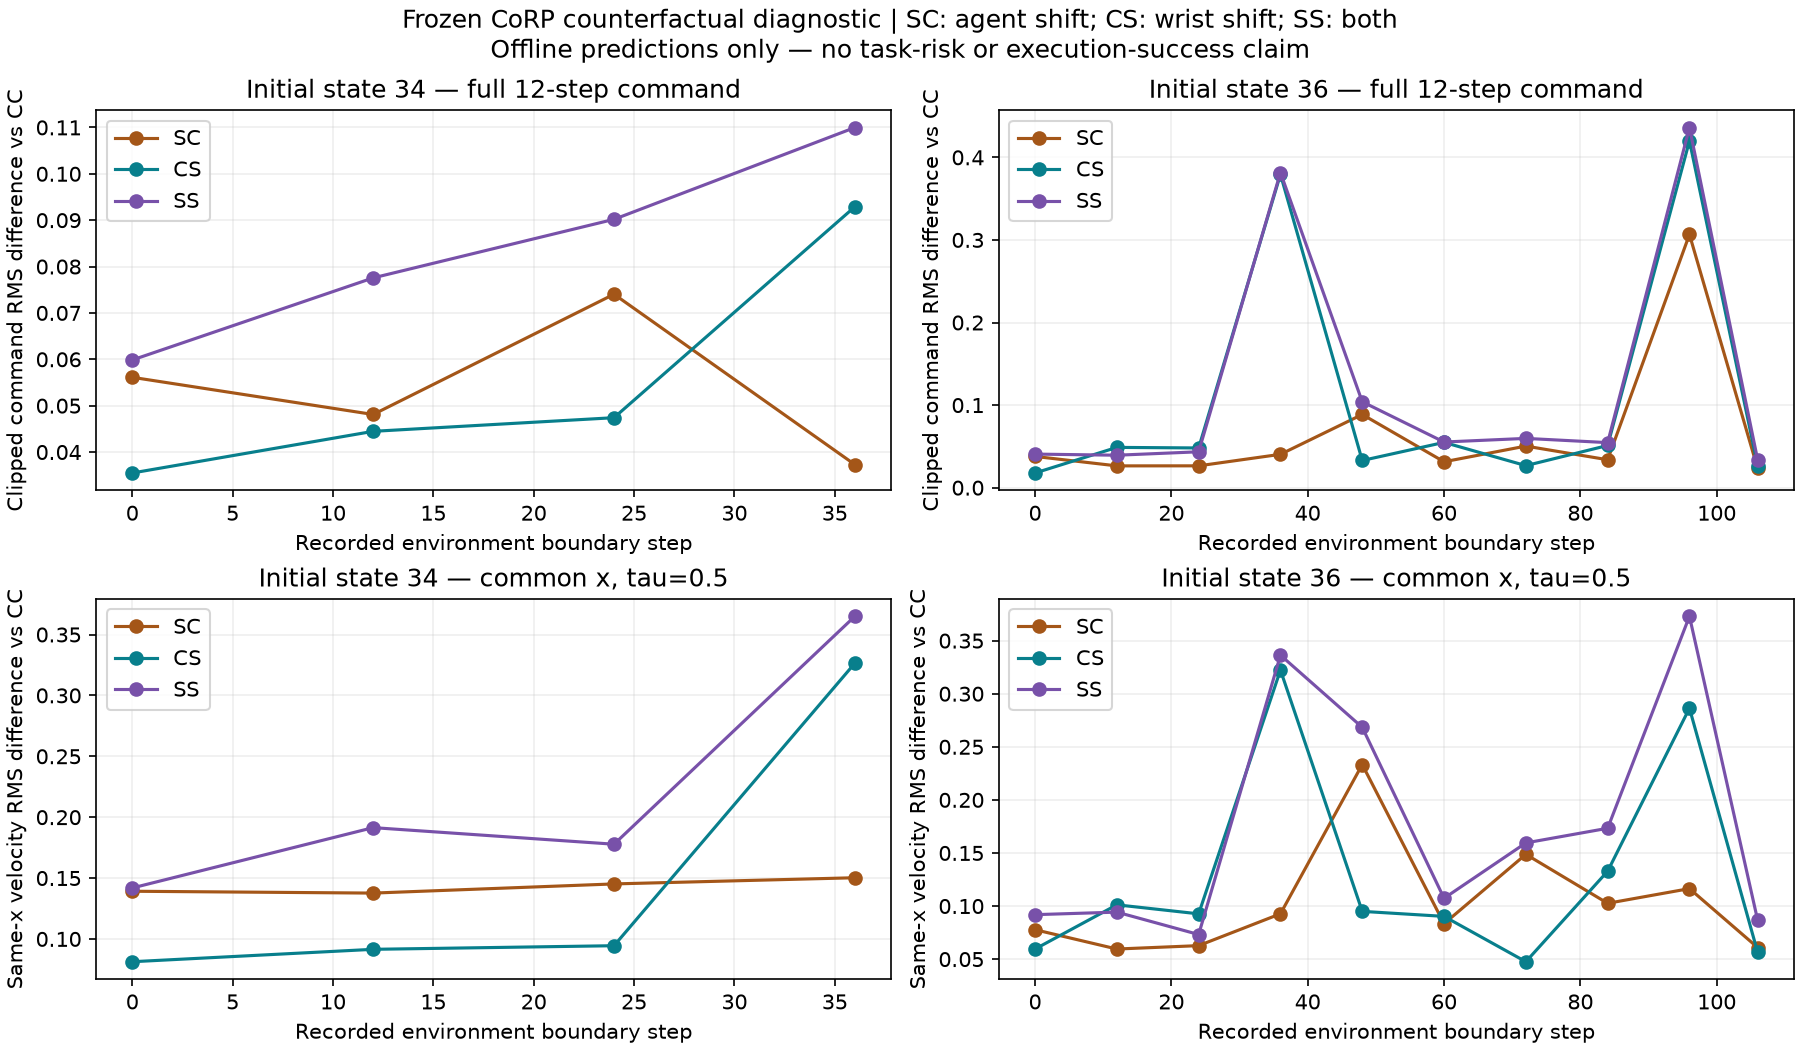 Frozen CoRP counterfactual diagnostic | SC: agent shift; CS: wrist shift; SS: both
Offline predictions only — no task-risk or execution-success claim
Initial state 34 — full 12-step command
Clipped command RMS difference vs CC
0.11
0.10
0.09
0.08
0.07
0.06
0.05
0.04
SC
CS
SS
0 5 10 15 20 25 30 35
Recorded environment boundary step
Initial state 36 — full 12-step command
Clipped command RMS difference vs CC
0.4
0.3
0.2
0.1
0.0
SC
CS
SS
0 20 40 60 80 100
Recorded environment boundary step
Initial state 34 — common x, tau=0.5
Same-x velocity RMS difference vs CC
0.35
0.30
0.25
0.20
0.15
0.10
SC
CS
SS
0 5 10 15 20 25 30 35
Recorded environment boundary step
Initial state 36 — common x, tau=0.5
Same-x velocity RMS difference vs CC
0.35
0.30
0.25
0.20
0.15
0.10
0.05
SC
CS
SS
0 20 40 60 80 100
Recorded environment boundary step